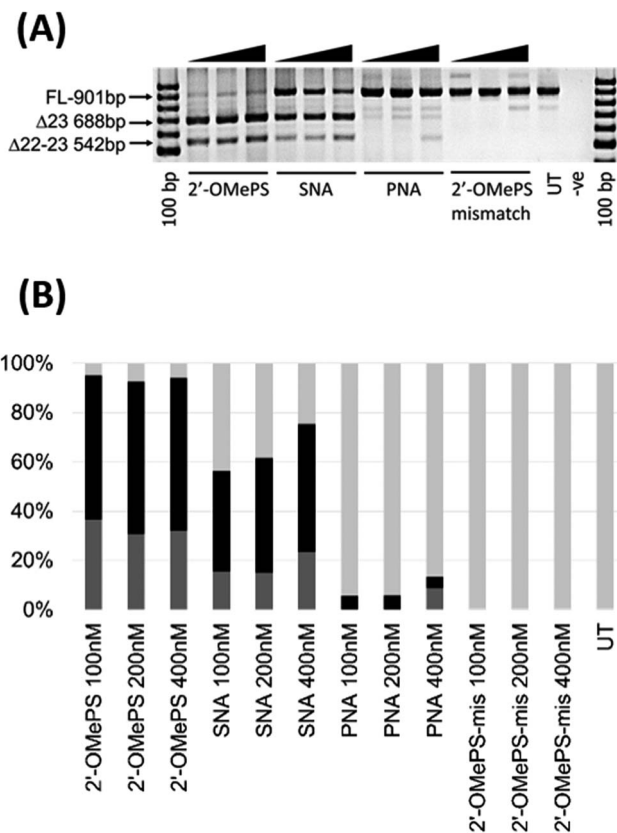 (A)
FL-901bp
Δ23 688bp
Δ22-23 542bp
100 bp
2'-OMePS
SNA
PNA
2'-OMePS
mismatch
UT
-ve
100 bp
(B)
100%
80%
60%
40%
20%
0%
2'-OMePS 100nM
2'-OMePS 200nM
2'-OMePS 400nM
SNA 100nM
SNA 200nM
SNA 400nM
PNA 100nM
PNA 200nM
PNA 400nM
2'-OMePS-mis 100nM
2'-OMePS-mis 200nM
2'-OMePS-mis 400nM
UT